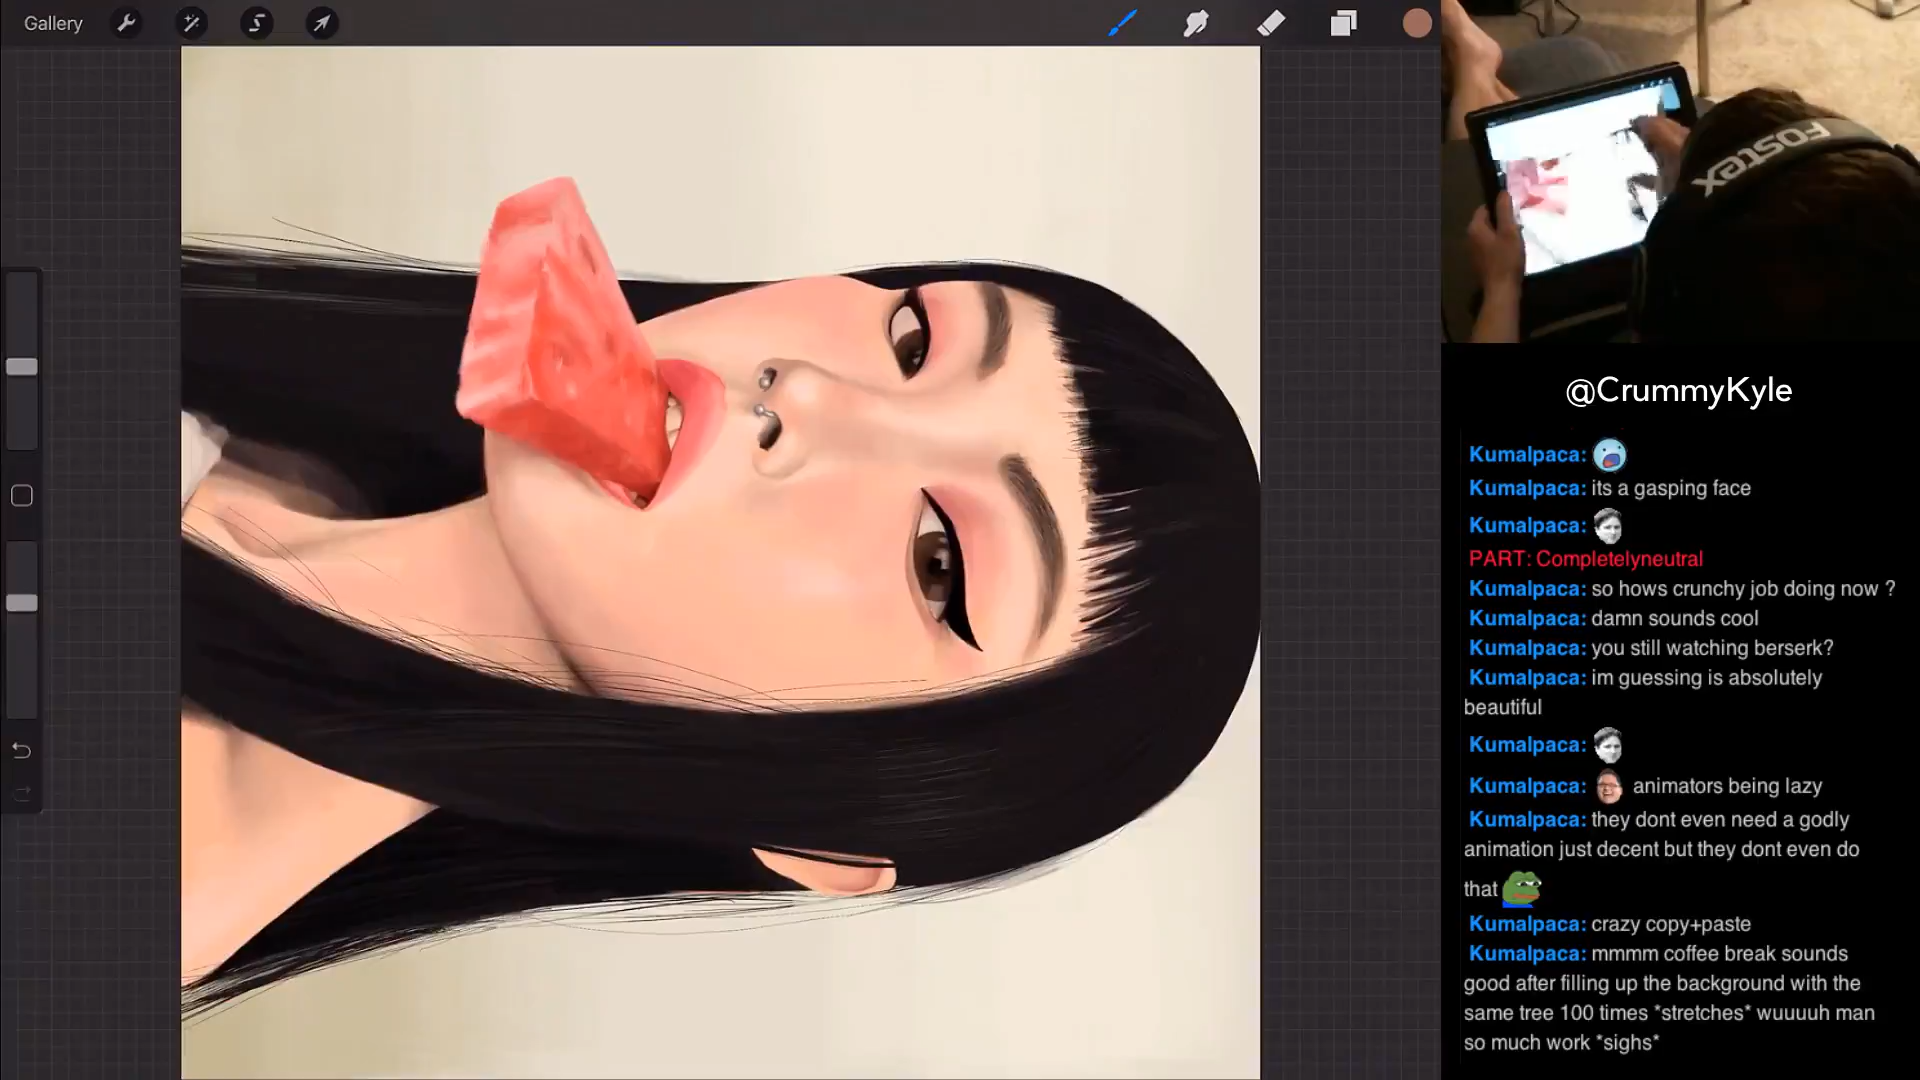 Gallery
FOSTEX
@CrummyKyle
Kumalpaca:
Kumalpaca: its a gasping face
Kumalpaca:
PART: Completelyneutral
Kumalpaca: so hows crunchy job doing now ?
Kumalpaca: damn sounds cool
Kumalpaca: you still watching berserk?
Kumalpaca: im guessing is absolutely
beautiful
Kumalpaca:
Kumalpaca: animators being lazy
Kumalpaca: they dont even need a godly
animation just decent but they dont even do
that
Kumalpaca: crazy copy+paste
Kumalpaca: mmmm coffee break sounds
good after filling up the background with the
same tree 100 times *stretches* wuuuuh man
so much work *sighs*